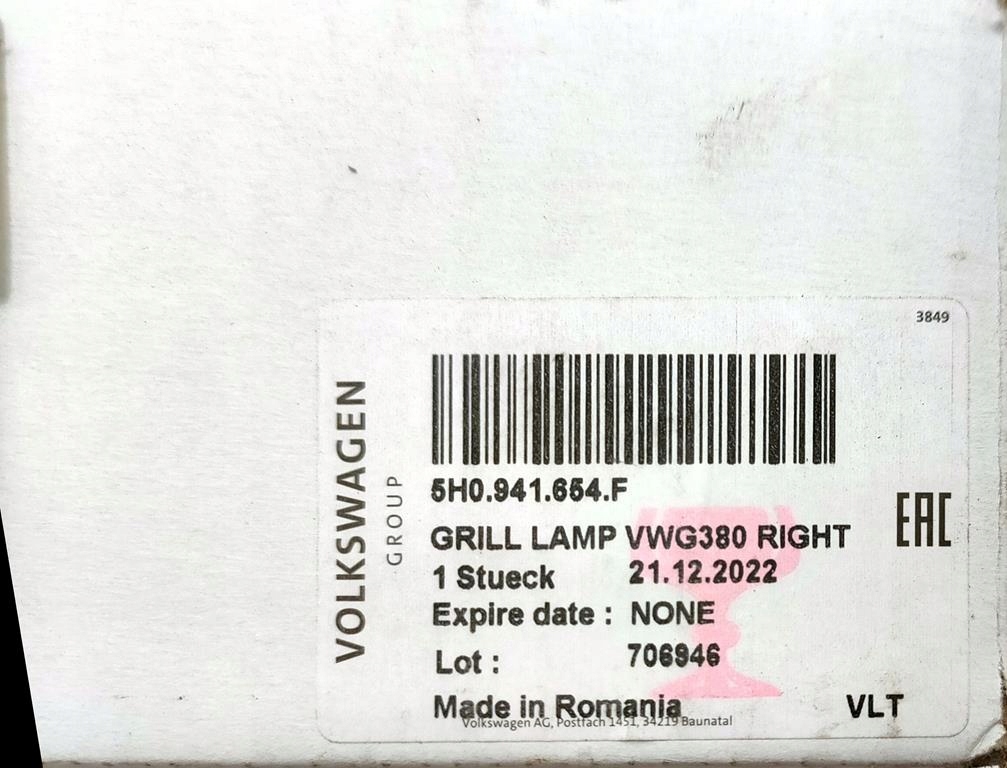 3849
VOLKSWAGEN
GROUP
5H0.941.654.F
EAC
GRILL LAMP VWG380 RIGHT
1 Stueck 21.12.2022
Expire date : NONE
Lot : 706946
Made in Romania VLT
Volkswagen AG, Postfach 1451, 34219 Baunatal